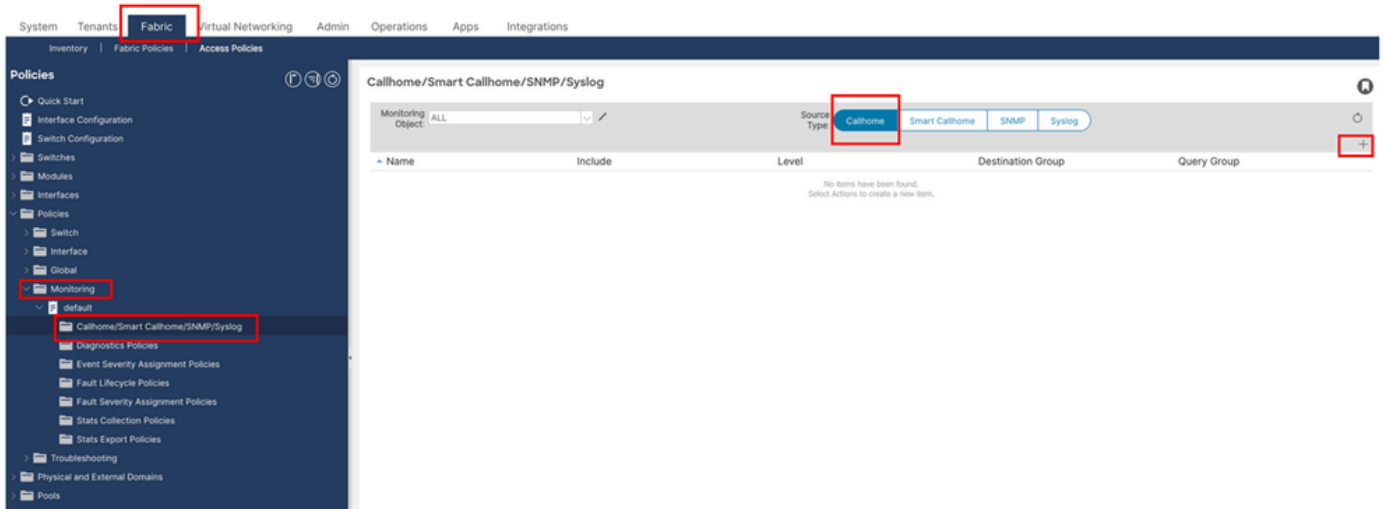 System Tenants Fabric Virtual Networking Admin Operations Apps Integrations
Inventory | Fabric Policies | Access Policies
Policies
Quick Start
Interface Configuration
Switch Configuration
Switches
Modules
Interfaces
Policies
Switch
Interface
Global
Monitoring
default
Callhome/Smart Callhome/SNMP/Syslog
Diagnostics Policies
Event Severity Assignment Policies
Fault Lifecycle Policies
Fault Severity Assignment Policies
Stats Collection Policies
Stats Export Policies
Troubleshooting
Physical and External Domains
Pools
Callhome/Smart Callhome/SNMP/Syslog
Monitoring Object: ALL
Source Type: Callhome Smart Callhome SNMP Syslog
Name Include Level Destination Group Query Group
No items have been found.
Select Actions to create a new item.